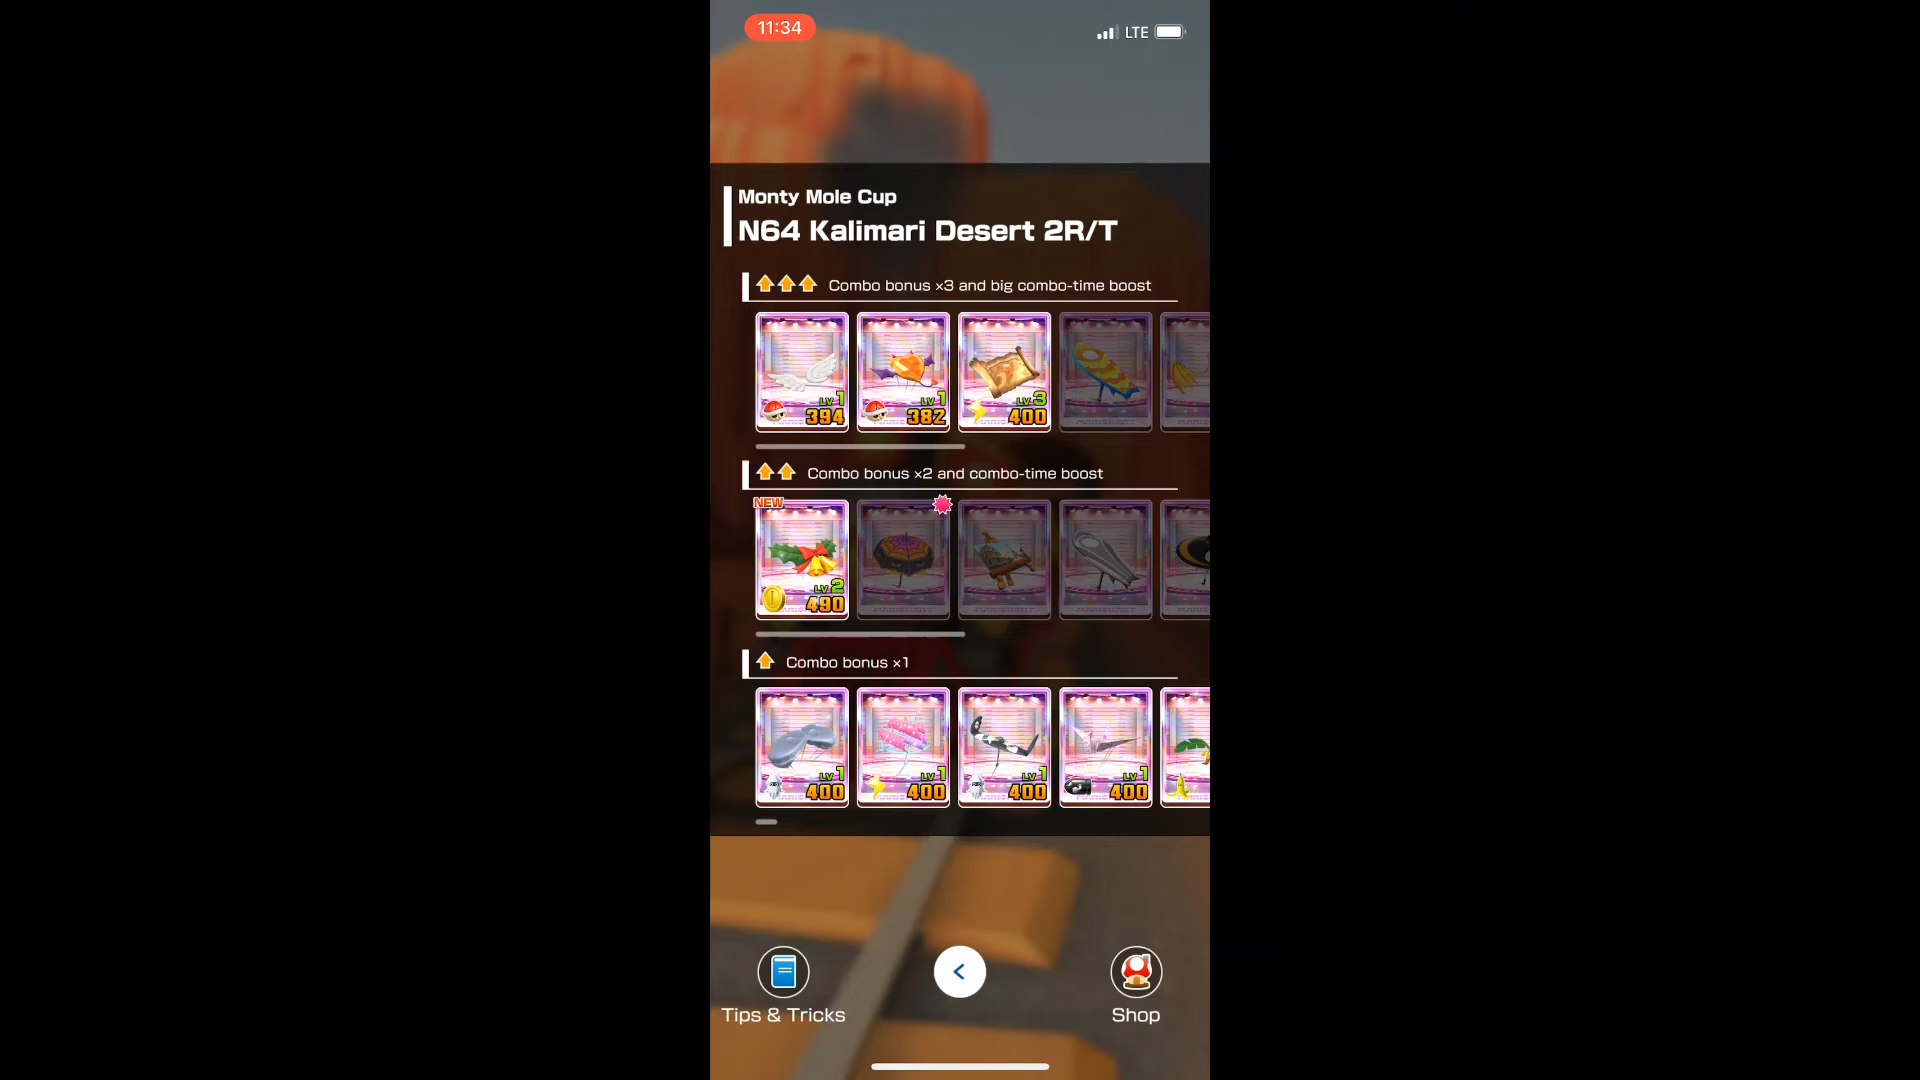 11:34
LTE
Monty Mole Cup
N64 Kalimari Desert 2R/T
Combo bonus ×3 and big combo-time boost
LV 1
394
LV 1
382
LV 3
400
Combo bonus ×2 and combo-time boost
NEW
LV 2
490
Combo bonus ×1
LV 1
400
LV 1
400
LV 1
400
LV 1
400
Tips & Tricks
Shop